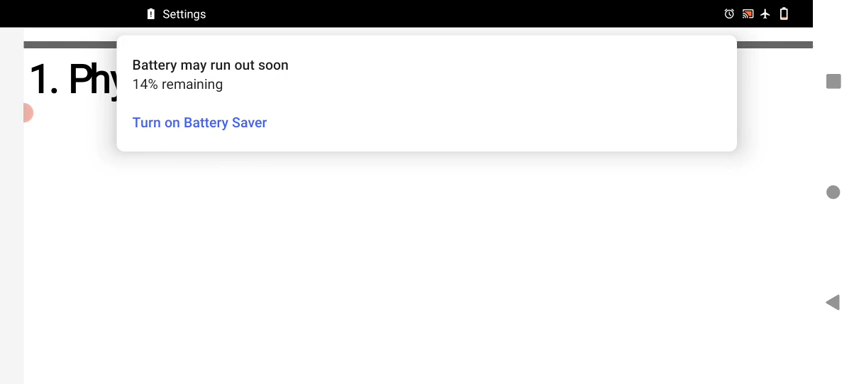 Settings
1. Phy
Battery may run out soon
14% remaining
Turn on Battery Saver